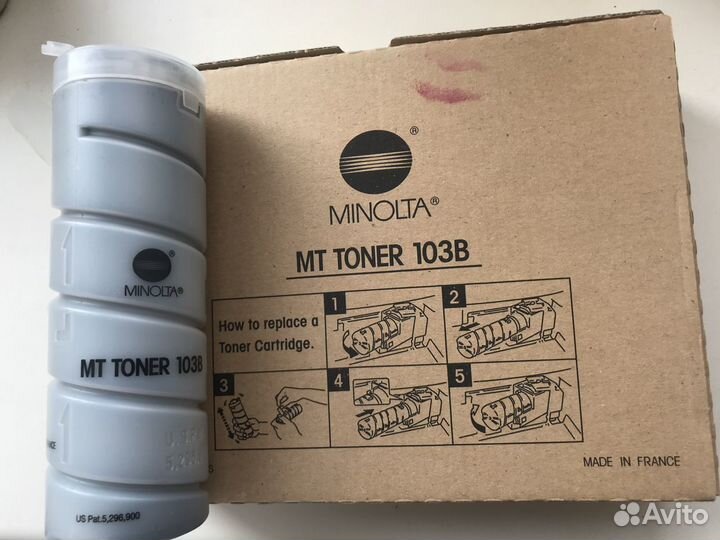 MINOLTA®
MT TONER 103B
US Pat.5,296,900
MINOLTA®
MT TONER 103B
How to replace a
Toner Cartridge.
1
2
3
4
5
MADE IN FRANCE
Avito